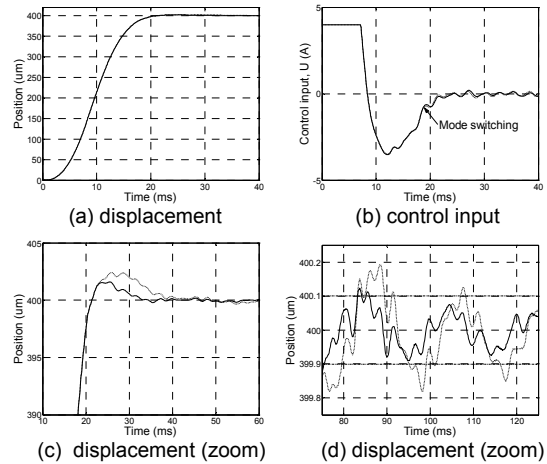 400
350
300
250
200
150
100
50
0
Position (um)
0 10 20 30 40
Time (ms)
(a) displacement
5
0
-5
Control input, U (A)
Mode switching
0 10 20 30 40
Time (ms)
(b) control input
405
400
395
390
Position (um)
10 20 30 40 50 60
Time (ms)
(c) displacement (zoom)
400.2
400.1
400
399.9
399.8
Position (um)
80 90 100 110 120
Time (ms)
(d) displacement (zoom)